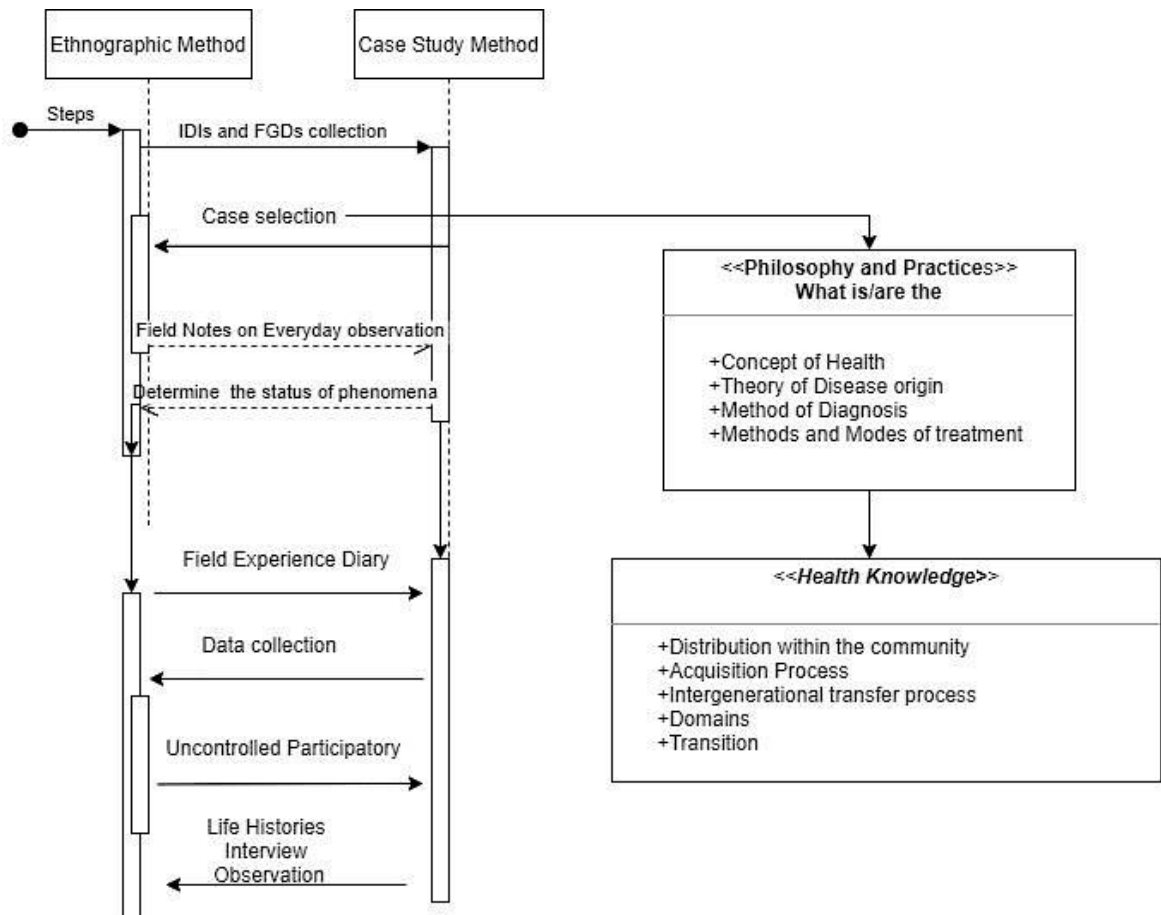 Ethnographic Method
Case Study Method
Steps
IDIs and FGDs collection
Case selection
Field Notes on Everyday observation
Determine the status of phenomena
Field Experience Diary
Data collection
Uncontrolled Participatory
Life Histories
Interview
Observation
<<Philosophy and Practices>>
What is/are the
+Concept of Health
+Theory of Disease origin
+Method of Diagnosis
+Methods and Modes of treatment
<<Health Knowledge>>
+Distribution within the community
+Acquisition Process
+Intergenerational transfer process
+Domains
+Transition